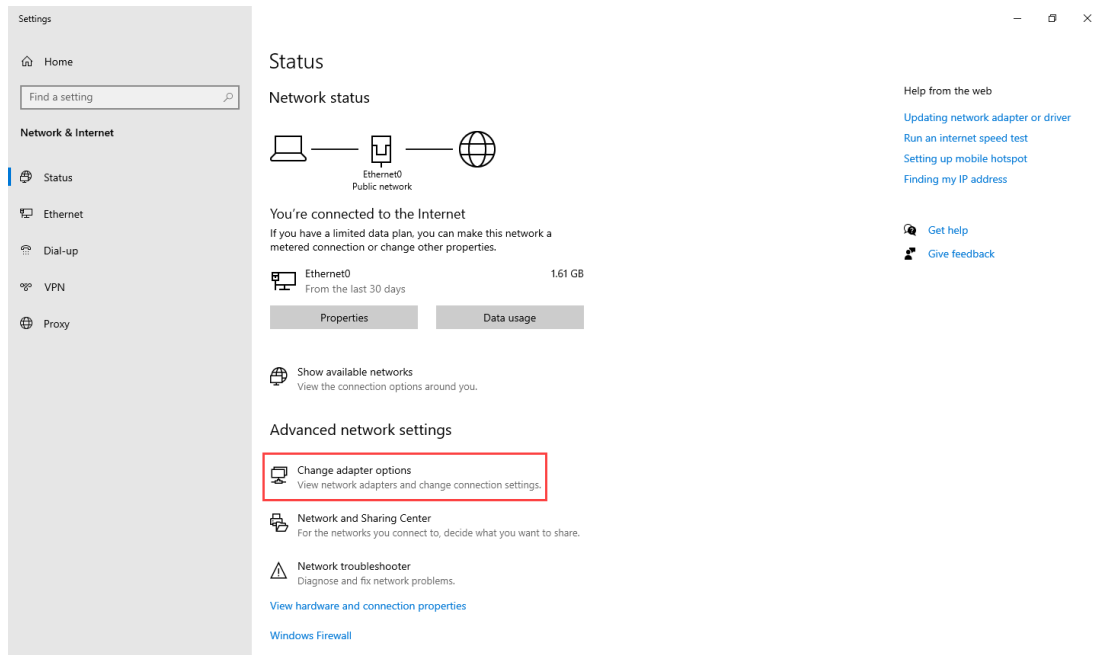 Settings
Home
Find a setting
Network & Internet
Status
Ethernet
Dial-up
VPN
Proxy
Status
Network status
Ethernet0
Public network
You're connected to the Internet
If you have a limited data plan, you can make this network a
metered connection or change other properties.
Ethernet0
1.61 GB
From the last 30 days
Properties
Data usage
Show available networks
View the connection options around you.
Advanced network settings
Change adapter options
View network adapters and change connection settings.
Network and Sharing Center
For the networks you connect to, decide what you want to share.
Network troubleshooter
Diagnose and fix network problems.
View hardware and connection properties
Windows Firewall
Help from the web
Updating network adapter or driver
Run an internet speed test
Setting up mobile hotspot
Finding my IP address
Get help
Give feedback